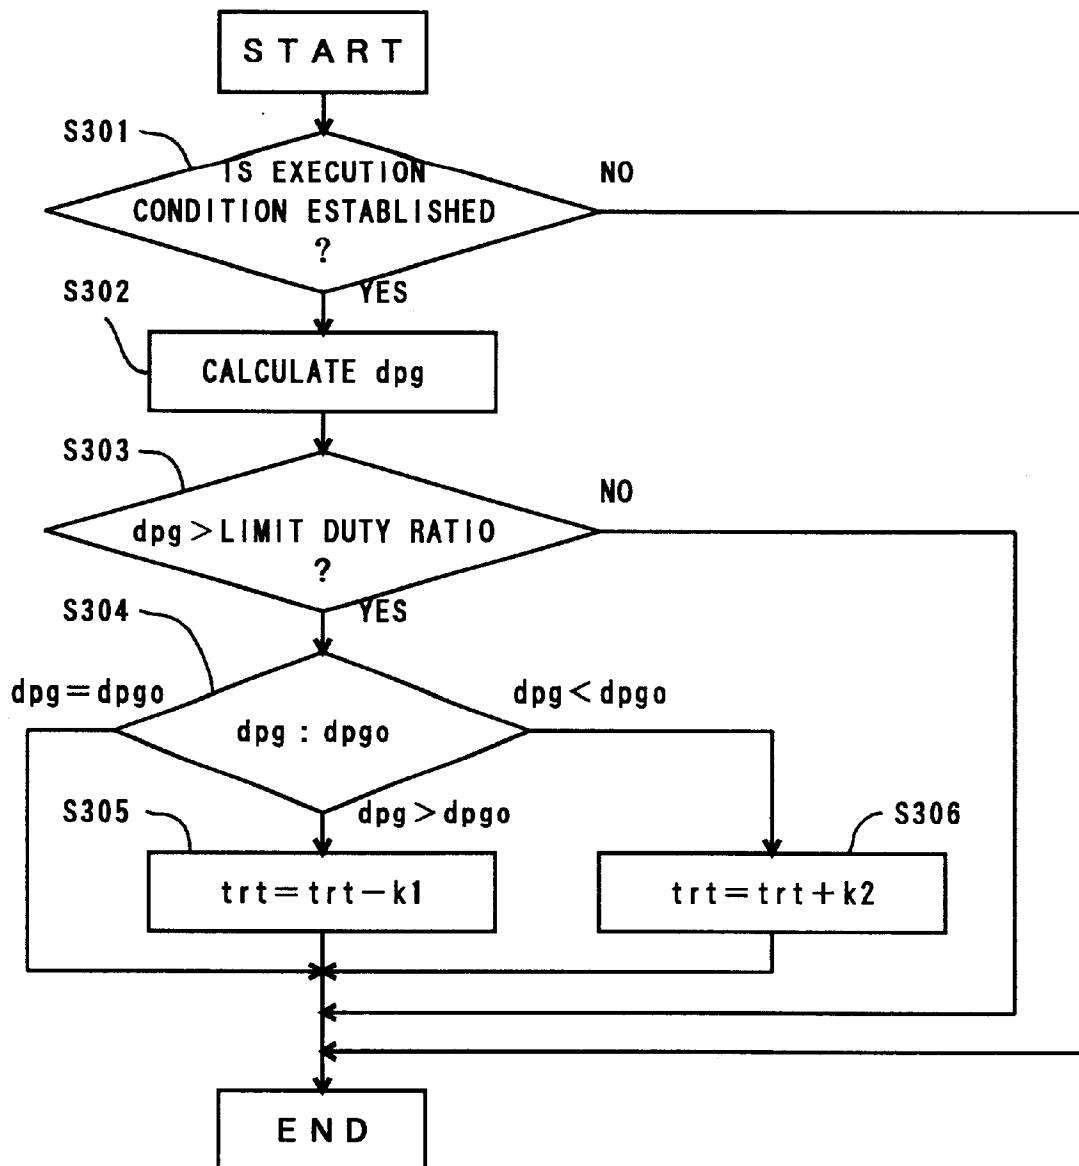 START
S301
IS EXECUTION
CONDITION ESTABLISHED
?
NO
YES
S302
CALCULATE dpg
S303
dpg>LIMIT DUTY RATIO
?
NO
YES
S304
dpg=dpgo
dpg : dpgo
dpg<dpgo
dpg>dpgo
S305
trt=trt-k1
S306
trt=trt+k2
END